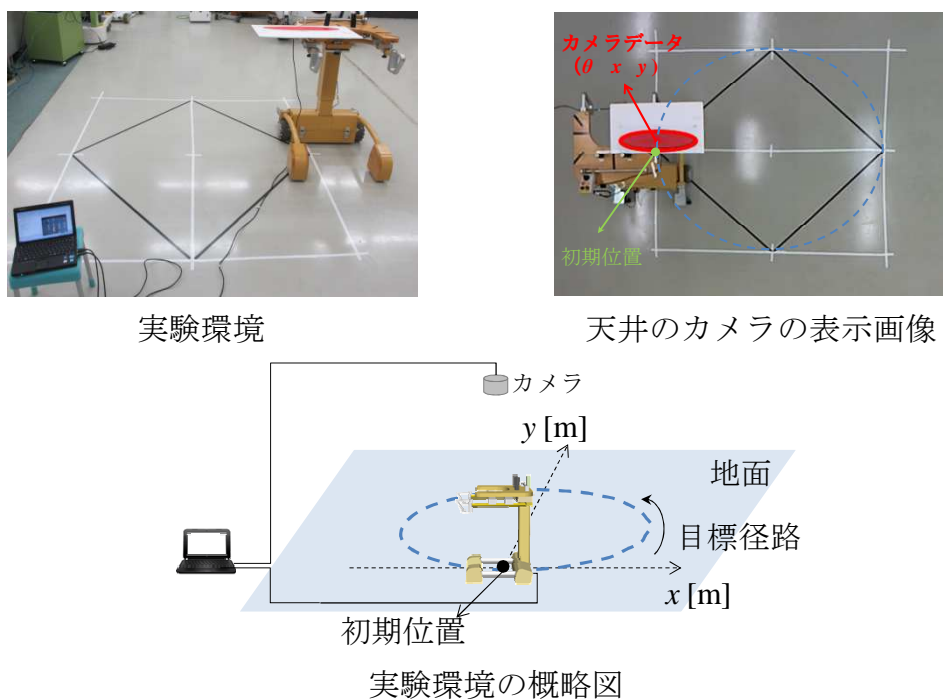 カメラデータ
(θ x y)
初期位置
実験環境
天井のカメラの表示画像
カメラ
y [m]
地面
目標経路
x [m]
初期位置
実験環境の概略図